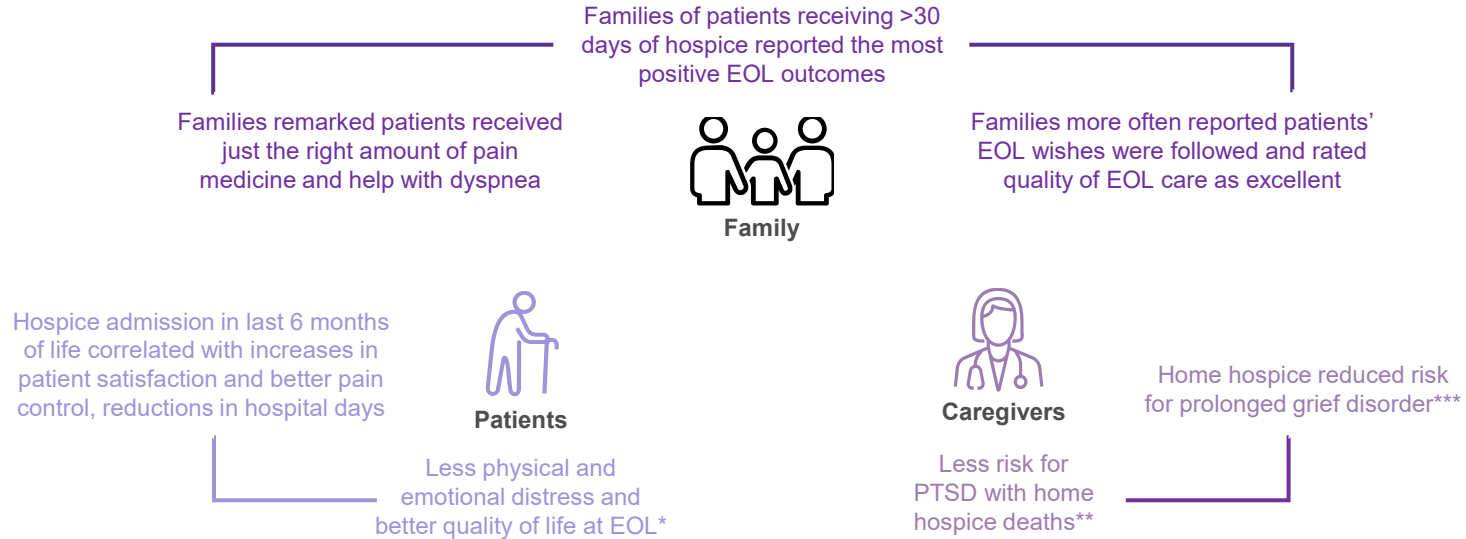 Families of patients receiving >30
days of hospice reported the most
positive EOL outcomes
Families remarked patients received
just the right amount of pain
medicine and help with dyspnea
Families more often reported patients’
EOL wishes were followed and rated
quality of EOL care as excellent
Family
Hospice admission in last 6 months
of life correlated with increases in
patient satisfaction and better pain
control, reductions in hospital days
Patients
Less physical and
emotional distress and
better quality of life at EOL*
Caregivers
Less risk for
PTSD with home
hospice deaths**
Home hospice reduced risk
for prolonged grief disorder***